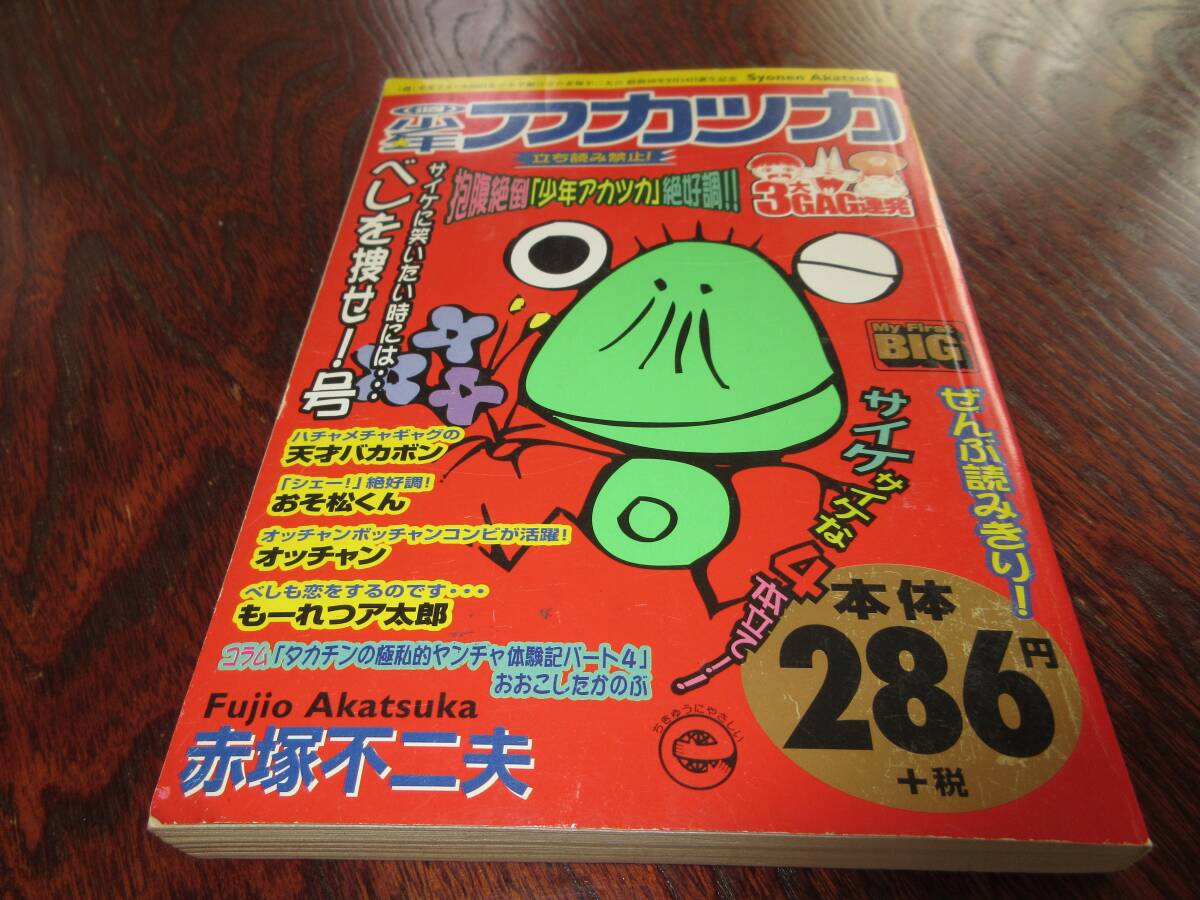 Syonen Akatsuka
少年アカツカ
立ち読み禁止!
抱腹絶倒「少年アカツカ」絶好調!!
3大GAG連発
サイケに笑いたい時には・・・
べしを捜せ!号
My First
BIG
ハチャメチャギャグの
天才バカボン
「シェー!」絶好調!
おそ松くん
オッチャンボッチャンコンビが活躍!
オッチャン
べしも恋をするのです・・・
もーれつア太郎
コラム「タカチンの極私的ヤンチャ体験記パート4」
おおこしたかのぶ
サイケサイケな4本立て!!
ぜんぶ読みきり!
本体
286円
+税
ちきゅうにやさしい
e
Fujio Akatsuka
赤塚不二夫